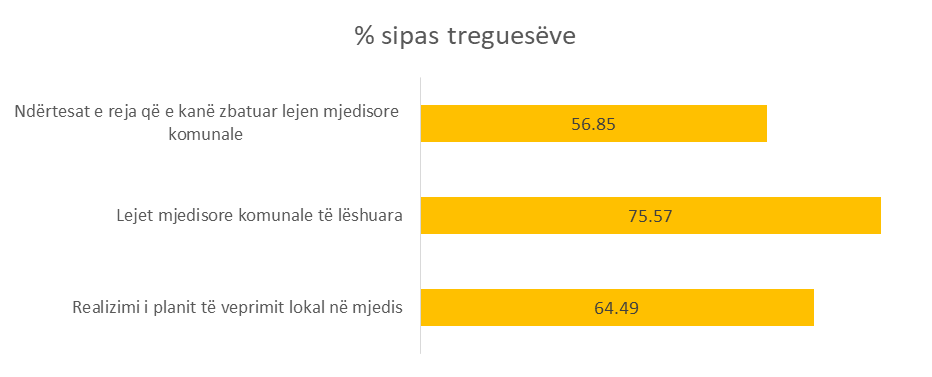 % sipas treguesëve
Ndërtesat e reja që e kanë zbatuar lejen mjedisore
komunale
56.85
Lejet mjedisore komunale të lëshuara
75.57
Realizimi i planit të veprimit lokal në mjedis
64.49